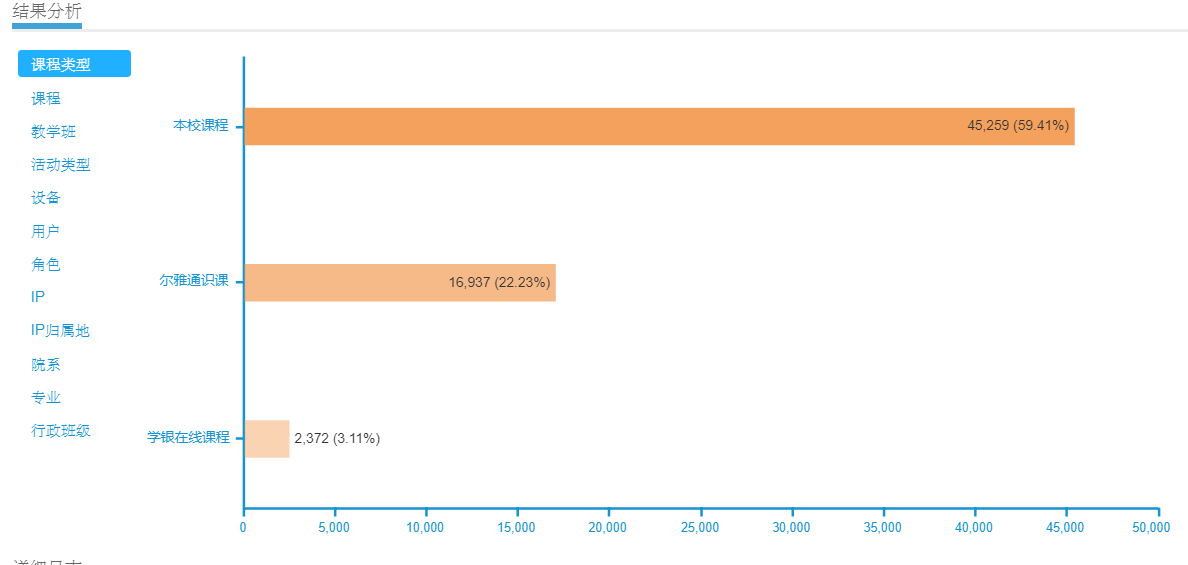 结果分析
课程类型
课程
教学班
活动类型
设备
用户
角色
IP
IP归属地
院系
专业
行政班级
本校课程
45,259 (59.41%)
尔雅通识课
16,937 (22.23%)
学银在线课程
2,372 (3.11%)
0 5,000 10,000 15,000 20,000 25,000 30,000 35,000 40,000 45,000 50,000